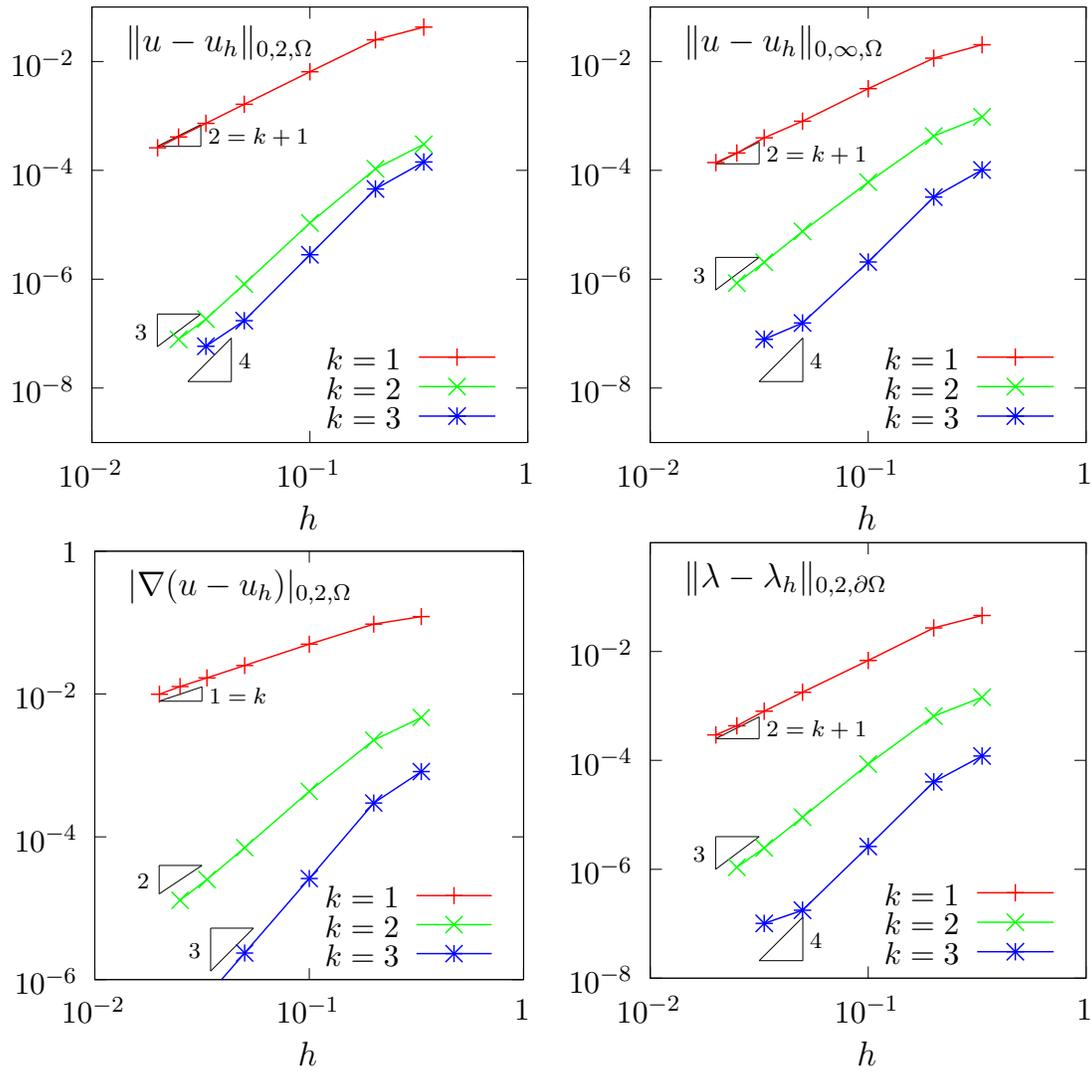 ‖u − u_h‖_{0,2,Ω}
10^{−2}
10^{−4}
10^{−6}
10^{−8}
2 = k + 1
3
4
k = 1
k = 2
k = 3
10^{−2} 10^{−1} 1
h
‖u − u_h‖_{0,∞,Ω}
10^{−2}
10^{−4}
10^{−6}
10^{−8}
2 = k + 1
3
4
k = 1
k = 2
k = 3
10^{−2} 10^{−1} 1
h
|∇(u − u_h)|_{0,2,Ω}
1
10^{−2}
10^{−4}
10^{−6}
1 = k
2
3
k = 1
k = 2
k = 3
10^{−2} 10^{−1} 1
h
‖λ − λ_h‖_{0,2,∂Ω}
10^{−2}
10^{−4}
10^{−6}
10^{−8}
2 = k + 1
3
4
k = 1
k = 2
k = 3
10^{−2} 10^{−1} 1
h